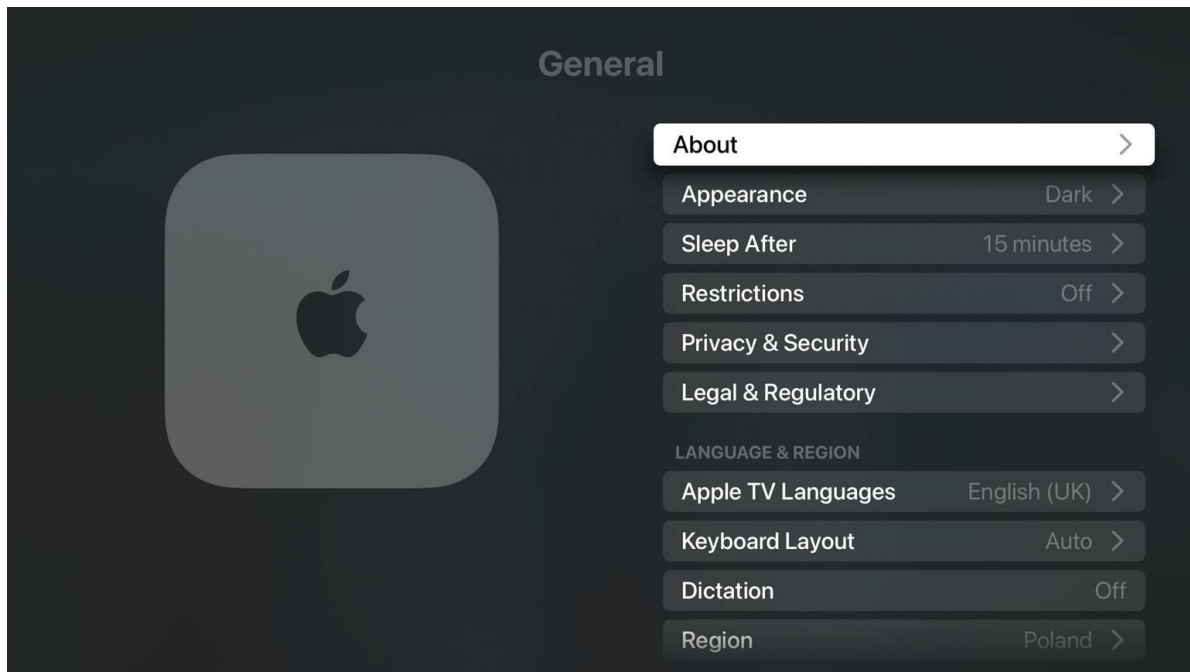 General
About
Appearance Dark
Sleep After 15 minutes
Restrictions Off
Privacy & Security
Legal & Regulatory
LANGUAGE & REGION
Apple TV Languages English (UK)
Keyboard Layout Auto
Dictation Off
Region Poland